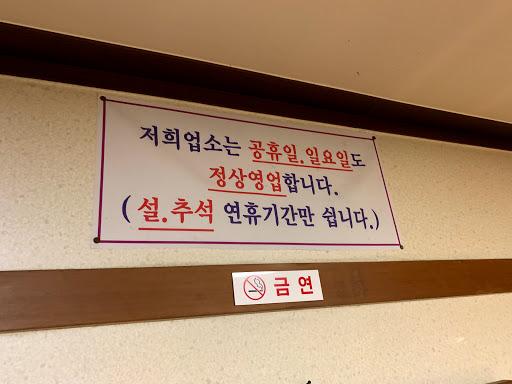 저희업소는 공휴일.일요일도
정상영업합니다.
(설.추석 연휴기간만 쉽니다.)
금연